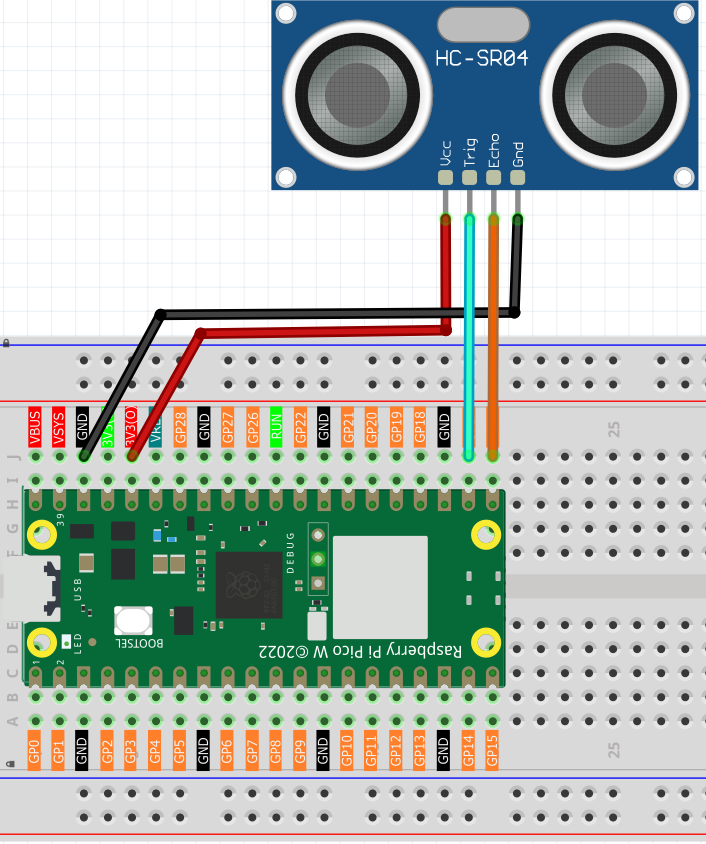 HC-SR04
Vcc
Trig
Echo
Gnd
VBUS
VSYS
GND
3V3(O)
GP28
GND
GP27
GP26
RUN
GP22
GND
GP21
GP20
GP19
GP18
GND
25
J
I
H
G
F
39
DEBUG
USB
BOOTSEL
LED
Raspberry Pi Pico W ©2022
1
2
E
D
C
B
A
GP0
GP1
GND
GP2
GP3
GP4
GP5
GND
GP6
GP7
GP8
GP9
GND
GP10
GP11
GP12
GP13
GND
GP14
GP15
25